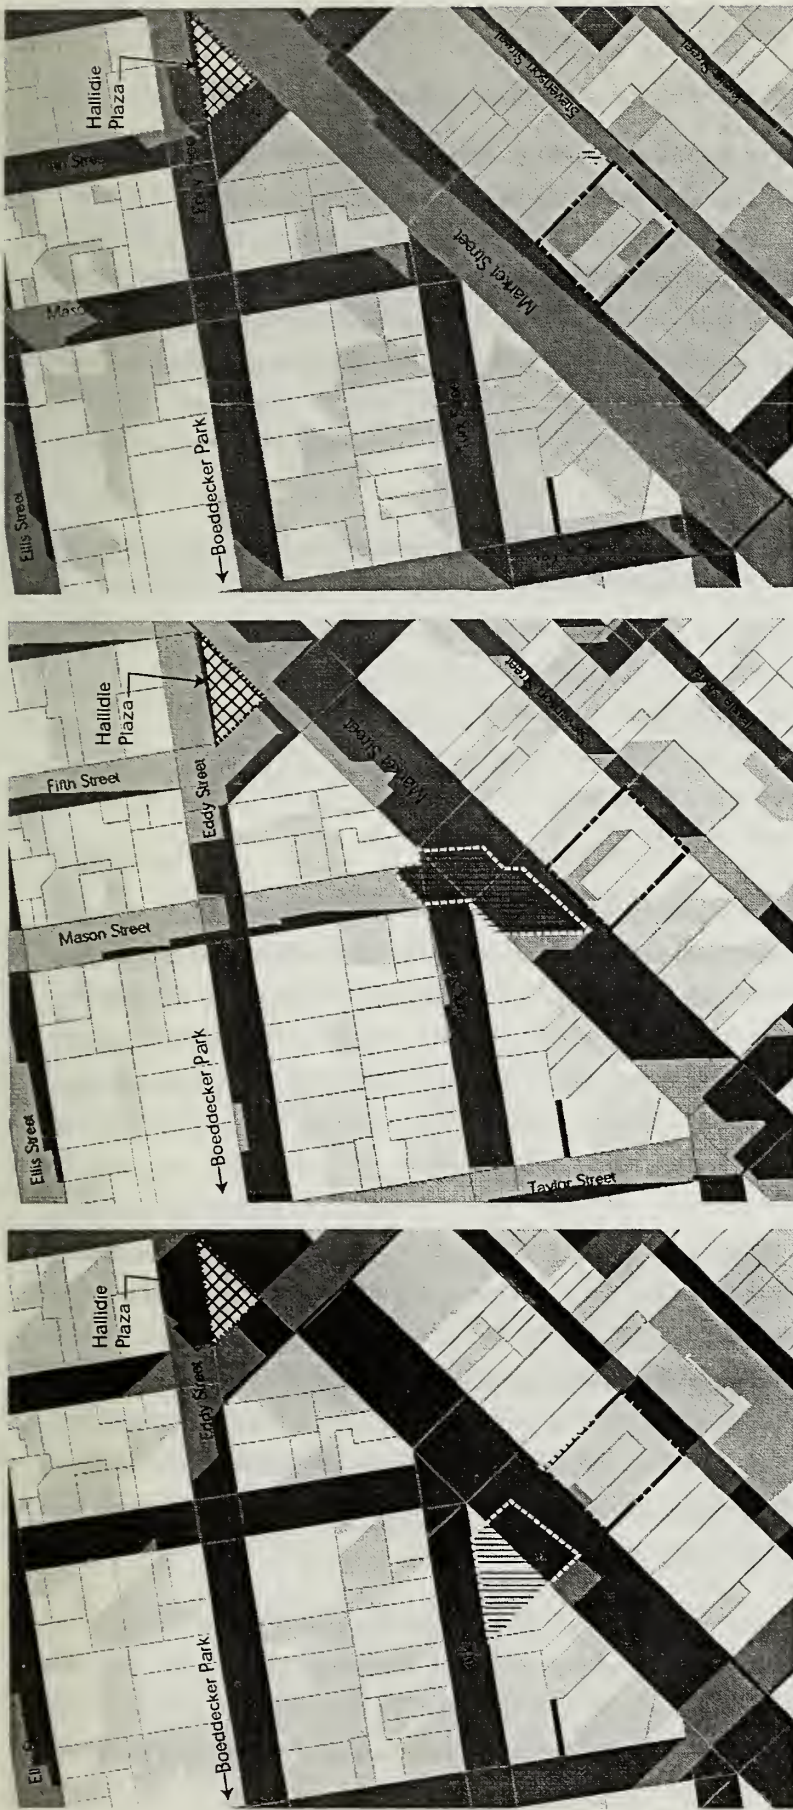 Hallidie
Plaza
Market Street
Stevenson Street
Ellis Street
←Boeddecker Park
Hallidie
Plaza
Fifth Street
Eddy Street
Market Street
Stevenson Street
Mason Street
Ellis Street
←Boeddecker Park
Taylor Street
Hallidie
Plaza
Eddy Street
←Boeddecker Park